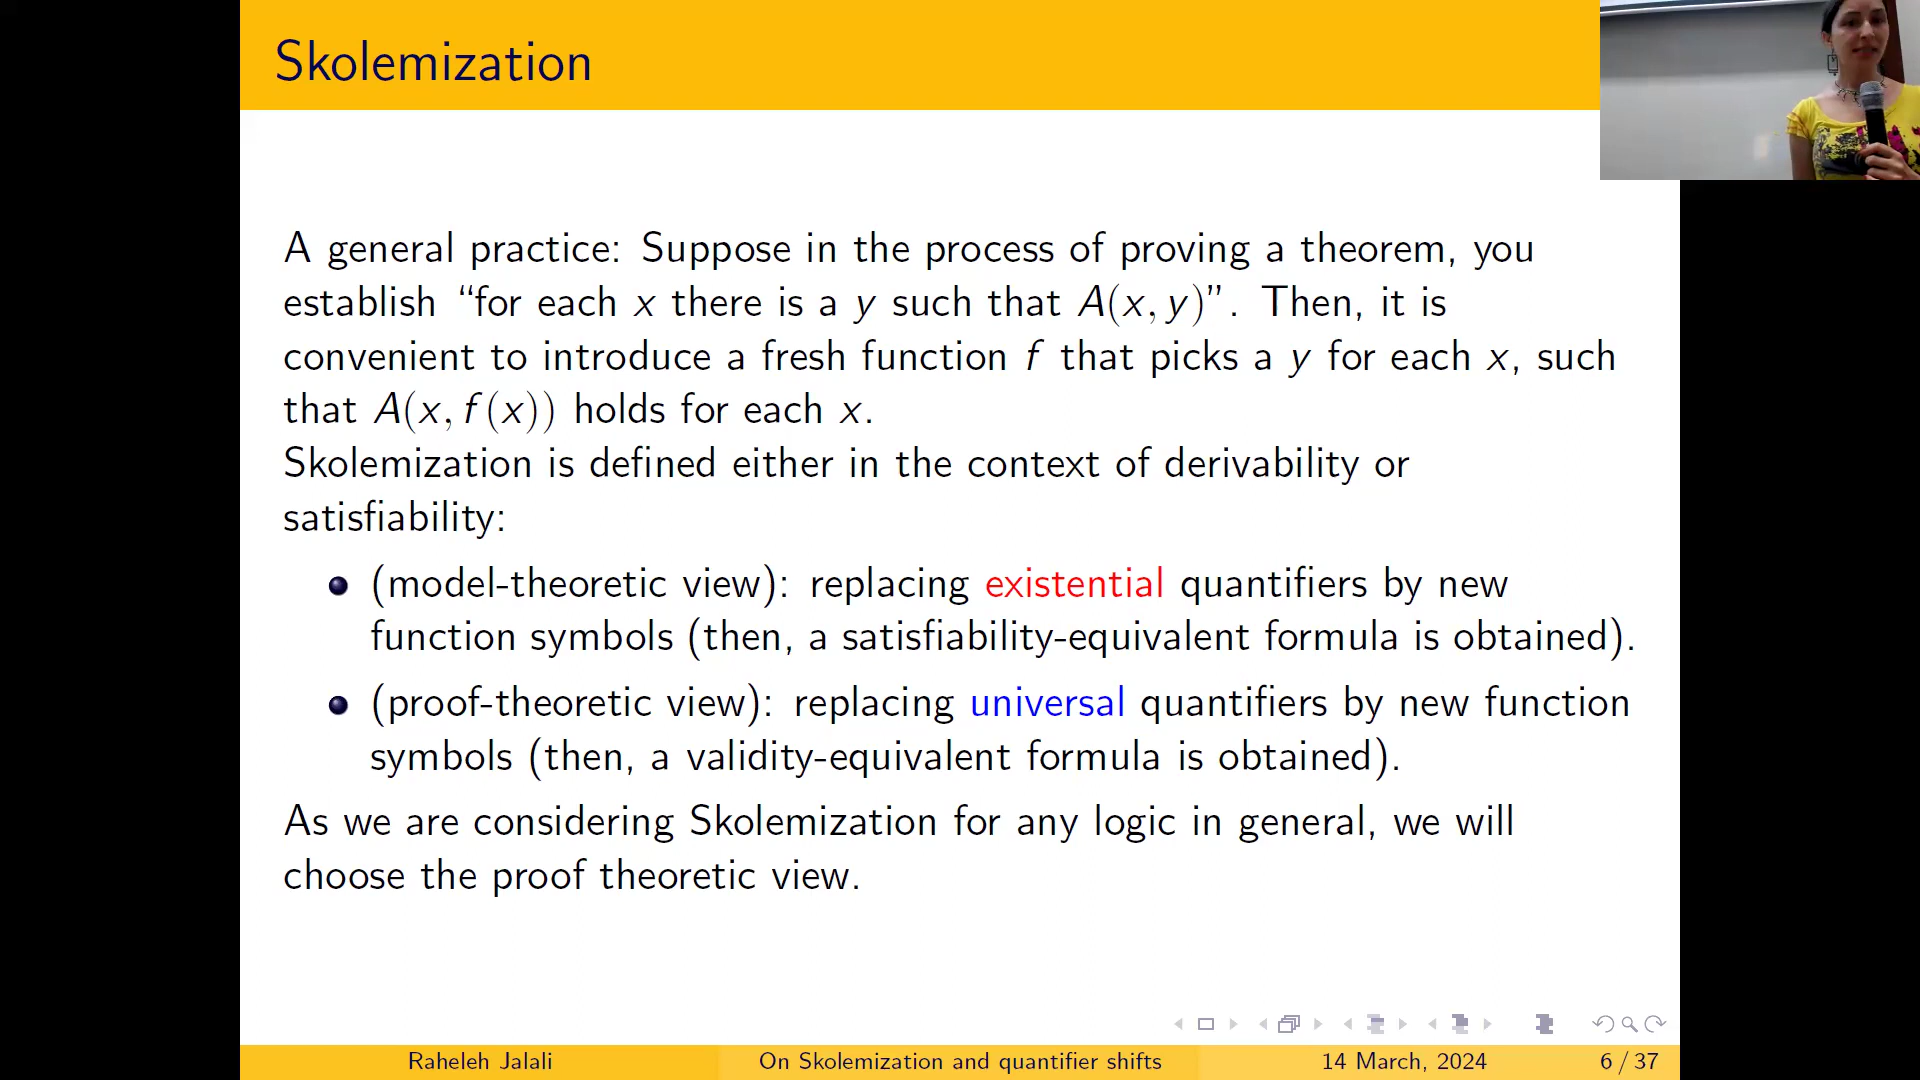 Skolemization
A general practice: Suppose in the process of proving a theorem, you
establish “for each x there is a y such that A(x, y)”. Then, it is
convenient to introduce a fresh function f that picks a y for each x, such
that A(x, f(x)) holds for each x.
Skolemization is defined either in the context of derivability or
satisfiability:
(model-theoretic view): replacing existential quantifiers by new
function symbols (then, a satisfiability-equivalent formula is obtained).
(proof-theoretic view): replacing universal quantifiers by new function
symbols (then, a validity-equivalent formula is obtained).
As we are considering Skolemization for any logic in general, we will
choose the proof theoretic view.
Raheleh Jalali On Skolemization and quantifier shifts 14 March, 2024 6 / 37